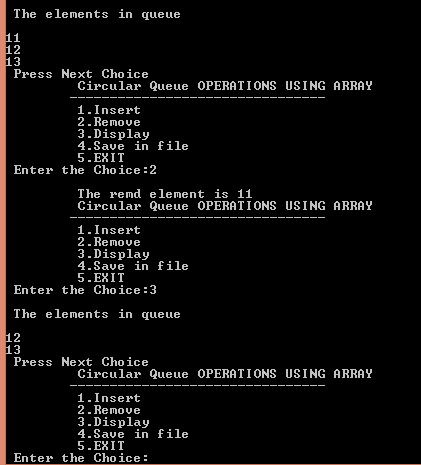 The elements in queue
11
12
13
Press Next Choice
Circular Queue OPERATIONS USING ARRAY
--------------------------------
1.Insert
2.Remove
3.Display
4.Save in file
5.EXIT
Enter the Choice:2
The remd element is 11
Circular Queue OPERATIONS USING ARRAY
--------------------------------
1.Insert
2.Remove
3.Display
4.Save in file
5.EXIT
Enter the Choice:3
The elements in queue
12
13
Press Next Choice
Circular Queue OPERATIONS USING ARRAY
--------------------------------
1.Insert
2.Remove
3.Display
4.Save in file
5.EXIT
Enter the Choice: